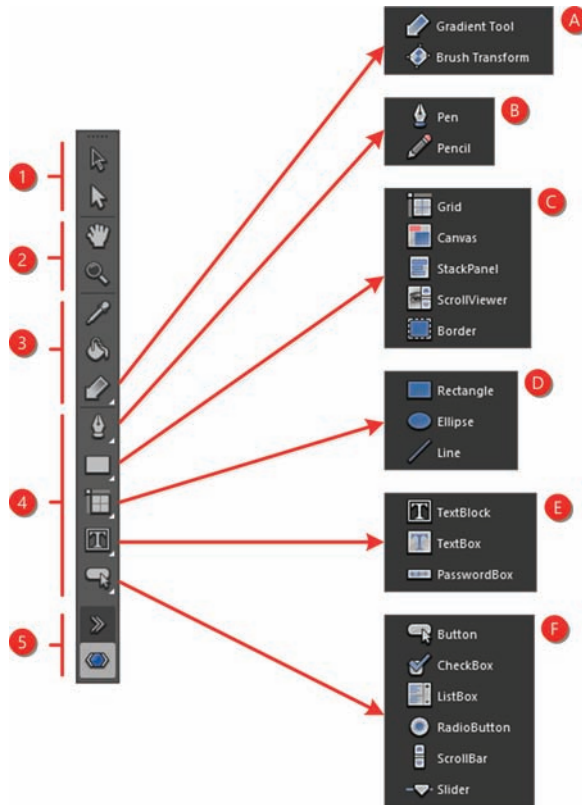 A
Gradient Tool
Brush Transform
B
Pen
Pencil
1
C
Grid
Canvas
StackPanel
ScrollViewer
Border
2
3
D
Rectangle
Ellipse
Line
4
E
TextBlock
TextBox
PasswordBox
5
F
Button
CheckBox
ListBox
RadioButton
ScrollBar
Slider